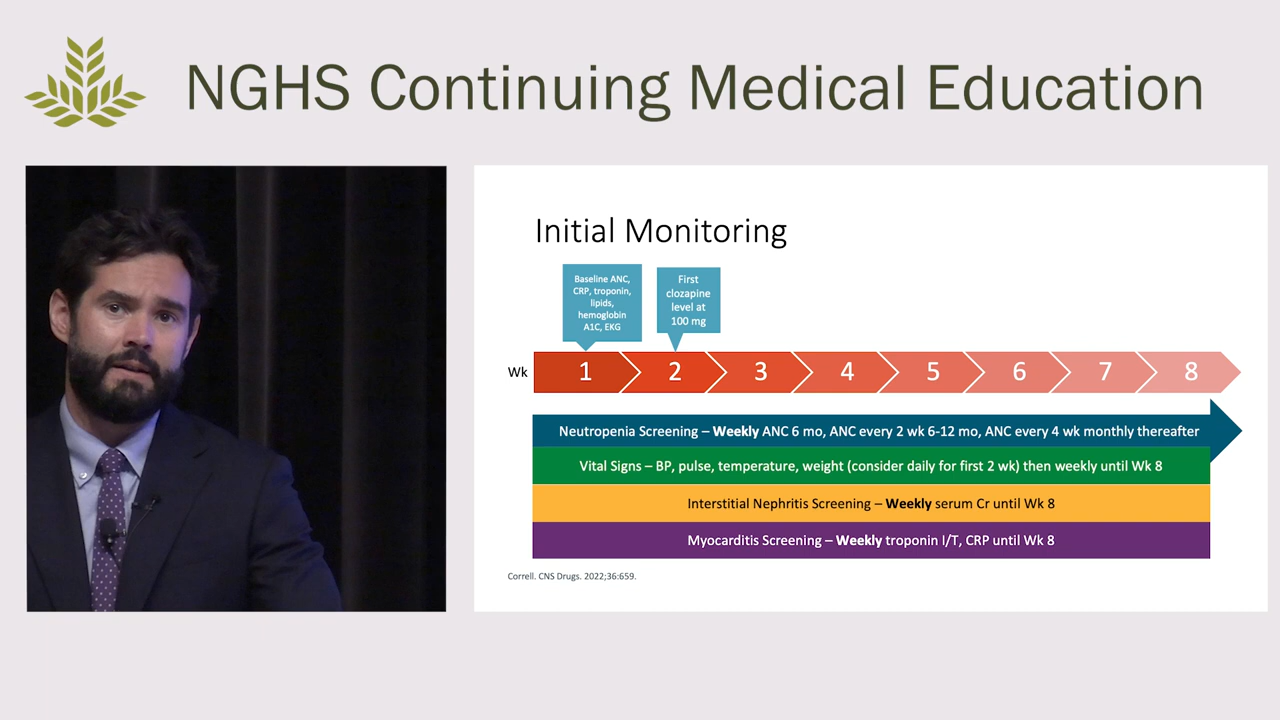 NGHS Continuing Medical Education
Initial Monitoring
Baseline ANC,
CRP, troponin,
lipids,
hemoglobin
A1C, EKG
First
clozapine
level at
100 mg
Wk 1 2 3 4 5 6 7 8
Neutropenia Screening – Weekly ANC 6 mo, ANC every 2 wk 6-12 mo, ANC every 4 wk monthly thereafter
Vital Signs – BP, pulse, temperature, weight (consider daily for first 2 wk) then weekly until Wk 8
Interstitial Nephritis Screening – Weekly serum Cr until Wk 8
Myocarditis Screening – Weekly troponin I/T, CRP until Wk 8
Correll. CNS Drugs. 2022;36:659.